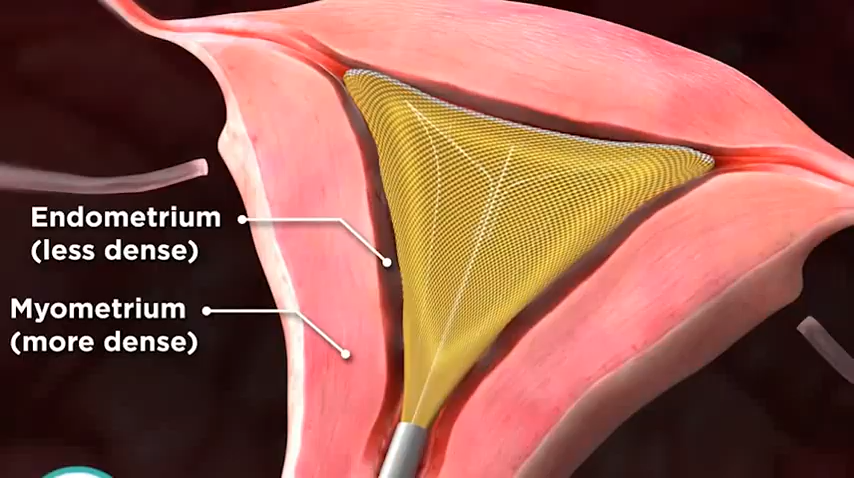 Endometrium
(less dense)
Myometrium
(more dense)